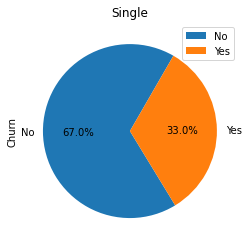 Single
No
Yes
Churn
No
67.0%
33.0%
Yes